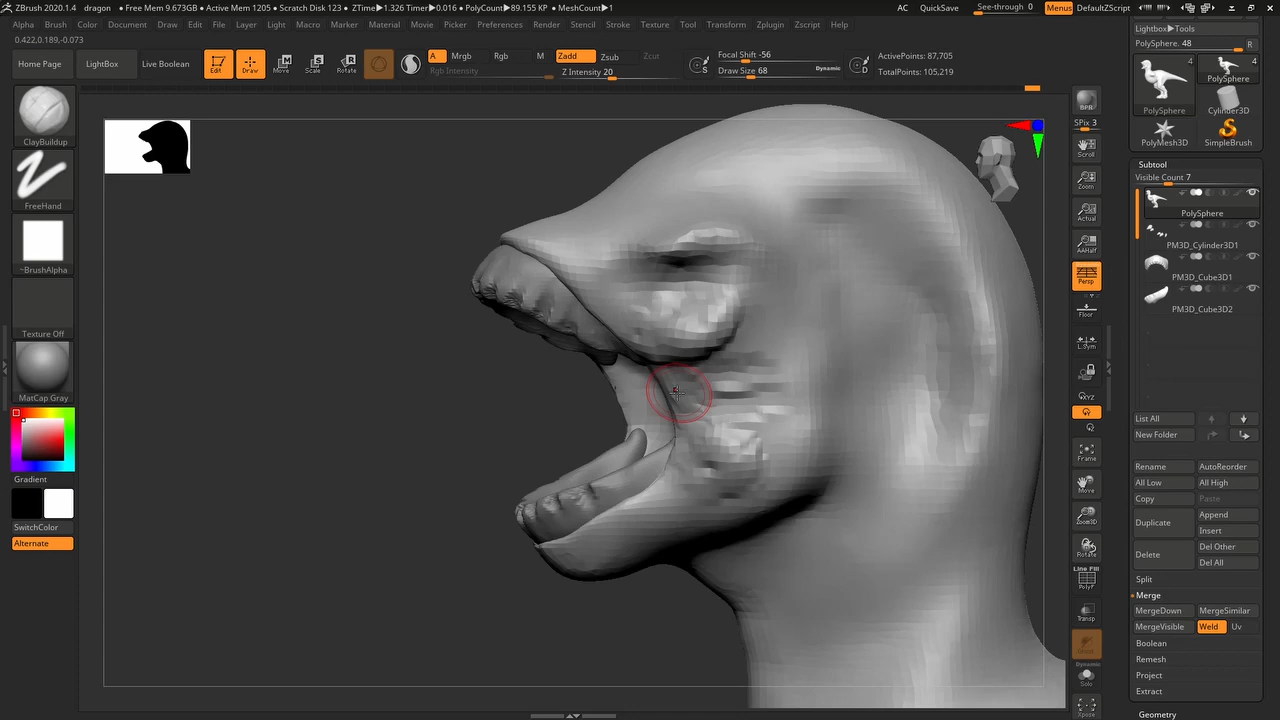 ZBrush 2020.1.4 dragon ● Free Mem 9.673GB ● Active Mem 1205 ● Scratch Disk 123 ● ZTime▶1.326 Timer▶0.016 ● PolyCount▶89.155 KP ● MeshCount▶1
AC QuickSave See-through 0 Menus DefaultZScript
Alpha Brush Color Document Draw Edit File Layer Light Macro Marker Material Movie Picker Preferences Render Stencil Stroke Texture Tool Transform Zplugin Zscript Help
0.422,0.189,-0.073
Home Page LightBox Live Boolean
Edit Draw Move Scale Rotate
A Mrgb Rgb M Zadd Zsub Zcut
Rgb Intensity Z Intensity 20
Focal Shift -56
Draw Size 68 Dynamic
S
D
ActivePoints: 87,705
TotalPoints: 105,219
ClayBuildup
FreeHand
~BrushAlpha
Texture Off
MatCap Gray
Gradient
SwitchColor
Alternate
BPR
SPix 3
Scroll
Zoom
Actual
AAHalf
Persp
Floor
L.Sym
XYZ
Frame
Move
Zoom3D
Rotate
Line Fill
PolyF
Transp
Dynamic
Solo
Xpose
Lightbox▶Tools
PolySphere. 48 R
4
4
PolySphere
PolySphere
Cylinder3D
PolyMesh3D
SimpleBrush
Subtool
Visible Count 7
PolySphere
PM3D_Cylinder3D1
PM3D_Cube3D1
PM3D_Cube3D2
List All
New Folder
Rename AutoReorder
All Low All High
Copy Paste
Duplicate Append
Insert
Delete Del Other
Del All
Split
Merge
MergeDown MergeSimilar
MergeVisible Weld Uv
Boolean
Remesh
Project
Extract
Geometry